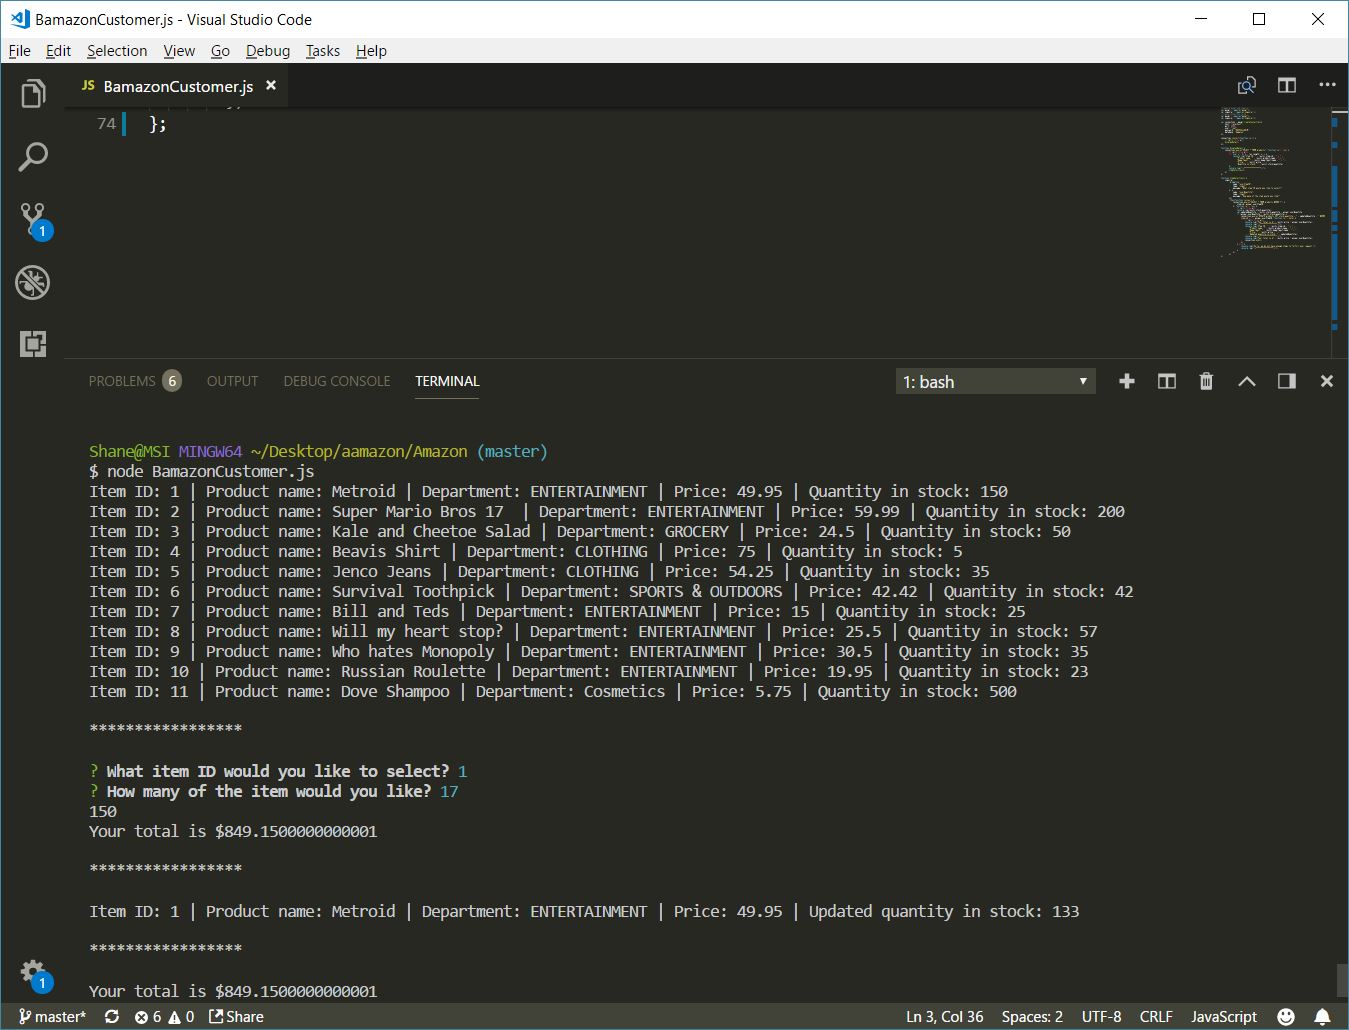 BamazonCustomer.js - Visual Studio Code
File Edit Selection View Go Debug Tasks Help
JS BamazonCustomer.js
74 };
1
PROBLEMS 6 OUTPUT DEBUG CONSOLE TERMINAL 1: bash
Shane@MSI MINGW64 ~/Desktop/aamazon/Amazon (master)
$ node BamazonCustomer.js
Item ID: 1 | Product name: Metroid | Department: ENTERTAINMENT | Price: 49.95 | Quantity in stock: 150
Item ID: 2 | Product name: Super Mario Bros 17  | Department: ENTERTAINMENT | Price: 59.99 | Quantity in stock: 200
Item ID: 3 | Product name: Kale and Cheetoe Salad | Department: GROCERY | Price: 24.5 | Quantity in stock: 50
Item ID: 4 | Product name: Beavis Shirt | Department: CLOTHING | Price: 75 | Quantity in stock: 5
Item ID: 5 | Product name: Jenco Jeans | Department: CLOTHING | Price: 54.25 | Quantity in stock: 35
Item ID: 6 | Product name: Survival Toothpick | Department: SPORTS & OUTDOORS | Price: 42.42 | Quantity in stock: 42
Item ID: 7 | Product name: Bill and Teds | Department: ENTERTAINMENT | Price: 15 | Quantity in stock: 25
Item ID: 8 | Product name: Will my heart stop? | Department: ENTERTAINMENT | Price: 25.5 | Quantity in stock: 57
Item ID: 9 | Product name: Who hates Monopoly | Department: ENTERTAINMENT | Price: 30.5 | Quantity in stock: 35
Item ID: 10 | Product name: Russian Roulette | Department: ENTERTAINMENT | Price: 19.95 | Quantity in stock: 23
Item ID: 11 | Product name: Dove Shampoo | Department: Cosmetics | Price: 5.75 | Quantity in stock: 500
*****************
? What item ID would you like to select? 1
? How many of the item would you like? 17
150
Your total is $849.1500000000001
*****************
Item ID: 1 | Product name: Metroid | Department: ENTERTAINMENT | Price: 49.95 | Updated quantity in stock: 133
*****************
1
Your total is $849.1500000000001
master* 6 0 Share Ln 3, Col 36 Spaces: 2 UTF-8 CRLF JavaScript